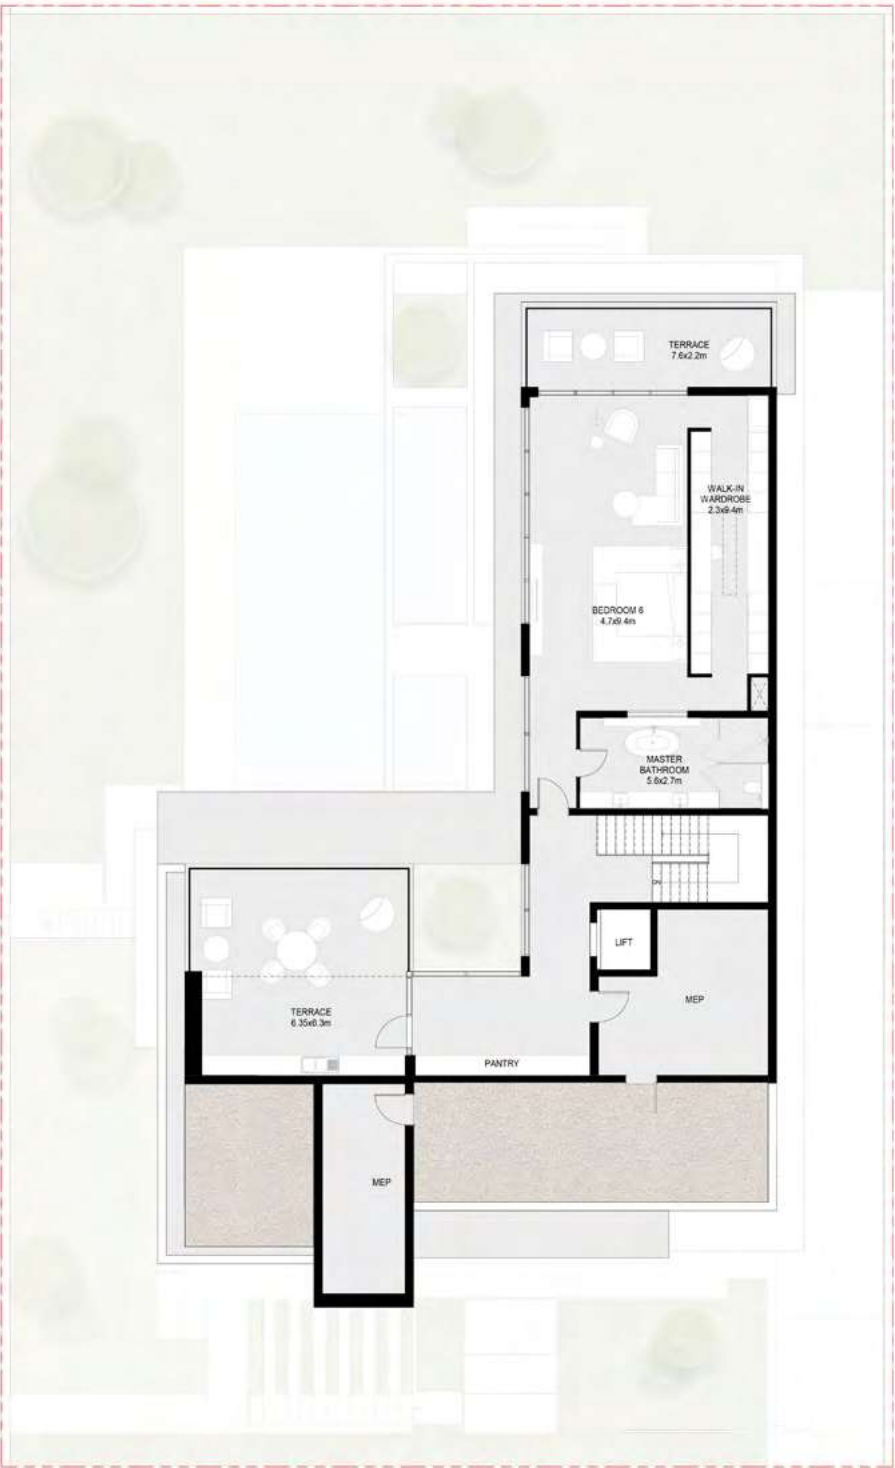 TERRACE
7.6x2.2m
WALK-IN
WARDROBE
2.3x9.4m
BEDROOM 6
4.7x9.4m
MASTER
BATHROOM
5.6x2.7m
DN
LIFT
MEP
TERRACE
6.35x6.3m
PANTRY
MEP